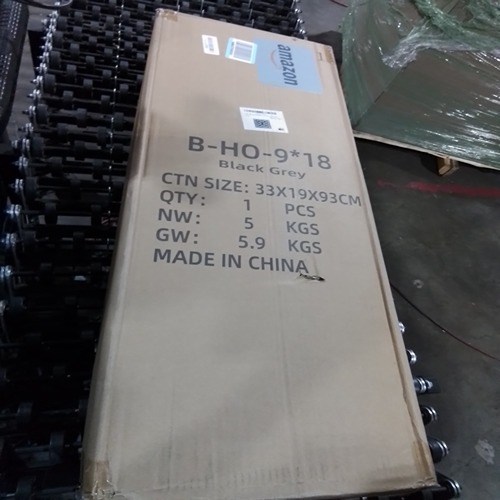 amazon
B-HO-9*18
Black Grey
CTN SIZE: 33X19X93CM
QTY: 1 PCS
NW: 5 KGS
GW: 5.9 KGS
MADE IN CHINA